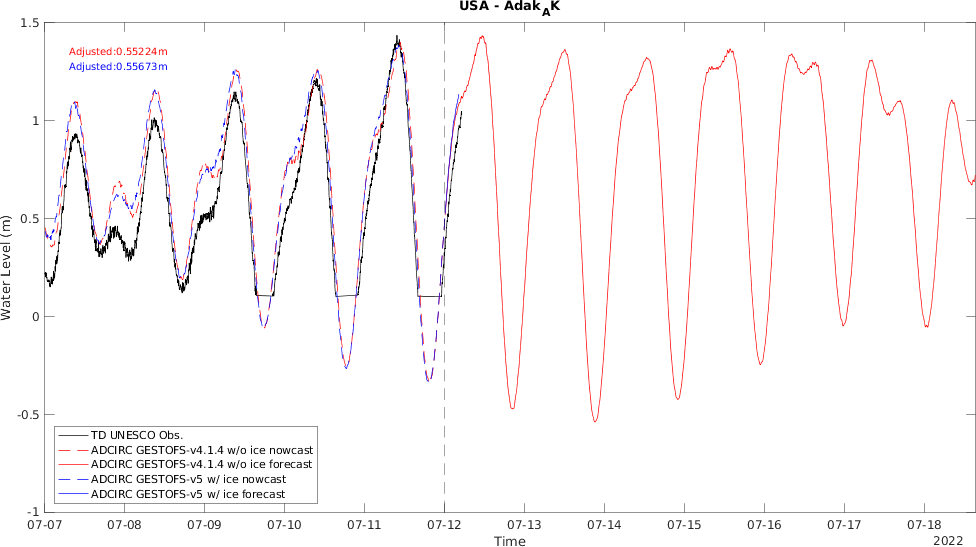 USA - Adak_AK
Adjusted:0.55224m
Adjusted:0.55673m
Water Level (m)
1.5
1
0.5
0
-0.5
-1
TD UNESCO Obs.
ADCIRC GESTOFS-v4.1.4 w/o ice nowcast
ADCIRC GESTOFS-v4.1.4 w/o ice forecast
ADCIRC GESTOFS-v5 w/ ice nowcast
ADCIRC GESTOFS-v5 w/ ice forecast
07-07 07-08 07-09 07-10 07-11 07-12 07-13 07-14 07-15 07-16 07-17 07-18
Time
2022